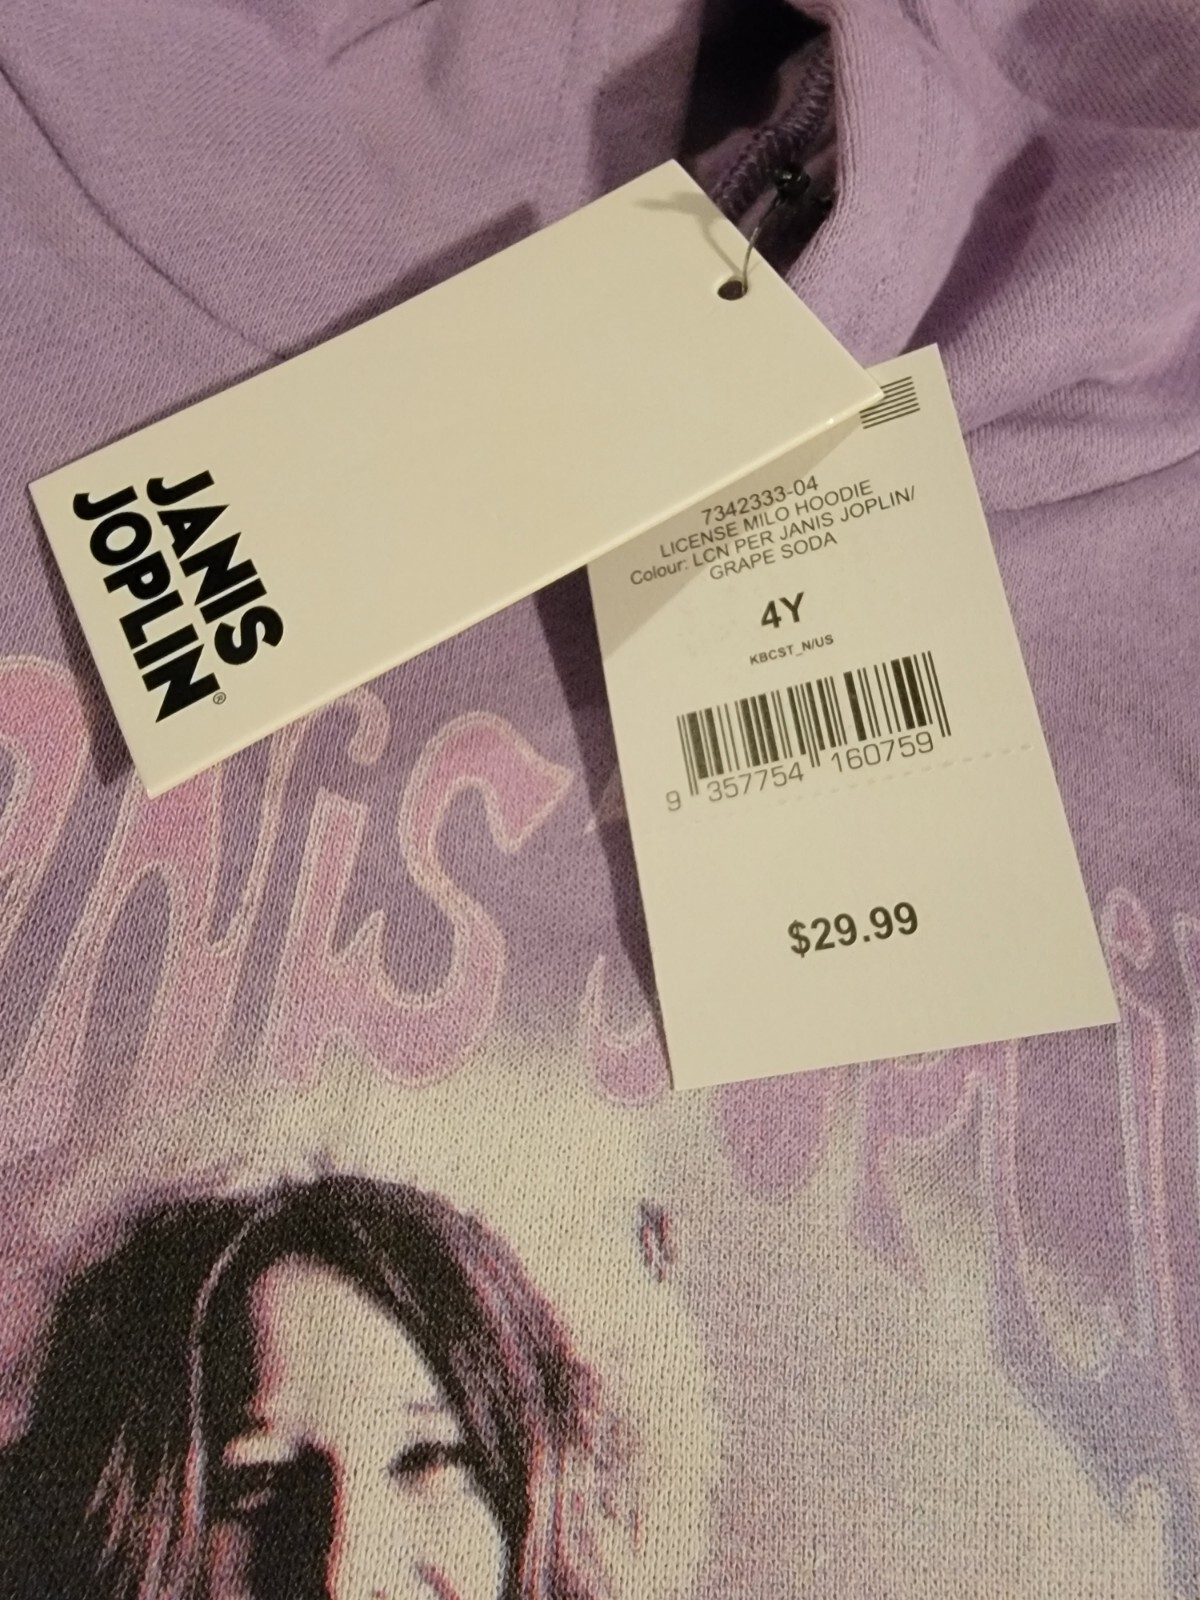 JANIS
JOPLIN®
7342333-04
LICENSE MILO HOODIE
Colour: LCN PER JANIS JOPLIN/
GRAPE SODA
4Y
KBCST_N/US
9 357754 160759
$29.99